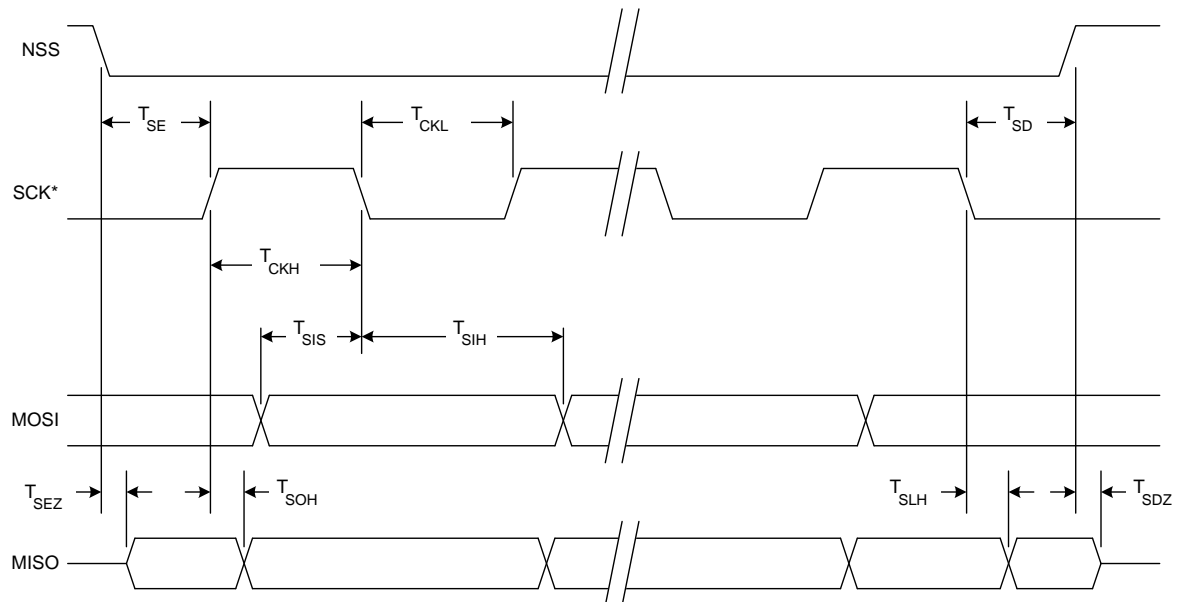 NSS
T_SE
T_CKL
T_SD
SCK*
T_CKH
T_SIS
T_SIH
MOSI
T_SEZ
T_SOH
T_SLH
T_SDZ
MISO